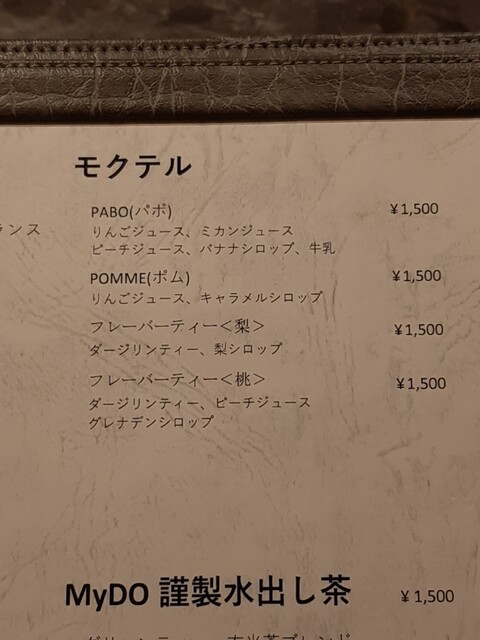 モクテル
PABO(パボ) ¥1,500
りんごジュース、ミカンジュース
ピーチジュース、バナナシロップ、牛乳
ランス
POMME(ポム) ¥1,500
りんごジュース、キャラメルシロップ
フレーバーティー＜梨＞ ¥1,500
ダージリンティー、梨シロップ
フレーバーティー＜桃＞ ¥1,500
ダージリンティー、ピーチジュース
グレナデンシロップ
MyDO 謹製水出し茶 ¥1,500